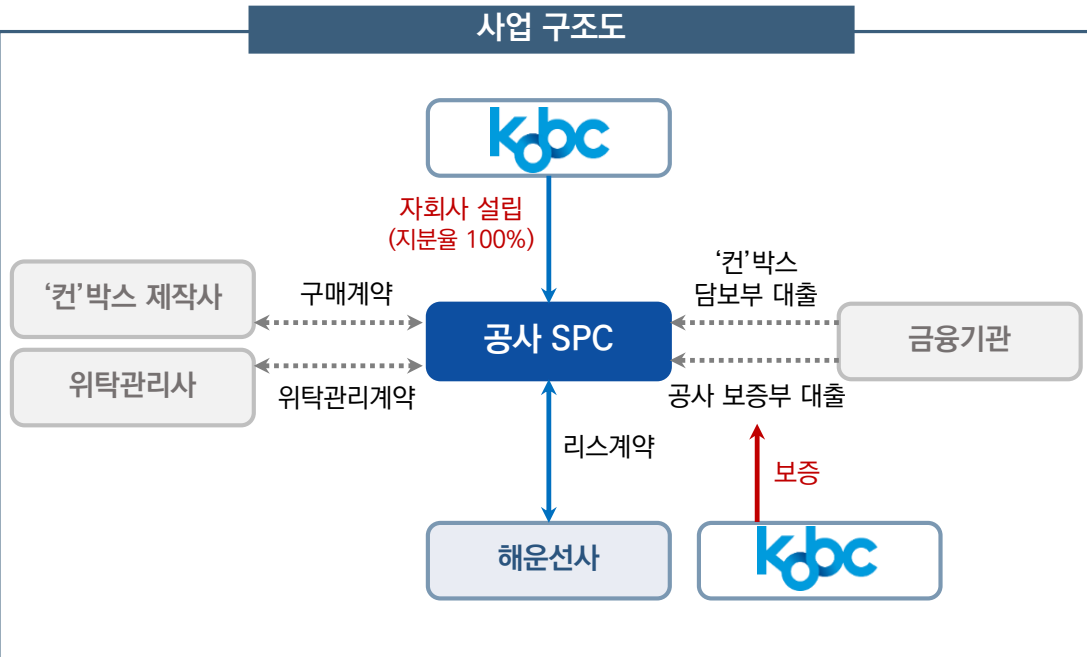 사업 구조도
kobc
자회사 설립
(지분율 100%)
‘컨’박스 제작사
구매계약
‘컨’박스
담보부 대출
공사 SPC
금융기관
위탁관리사
위탁관리계약
공사 보증부 대출
리스계약
보증
해운선사
kobc